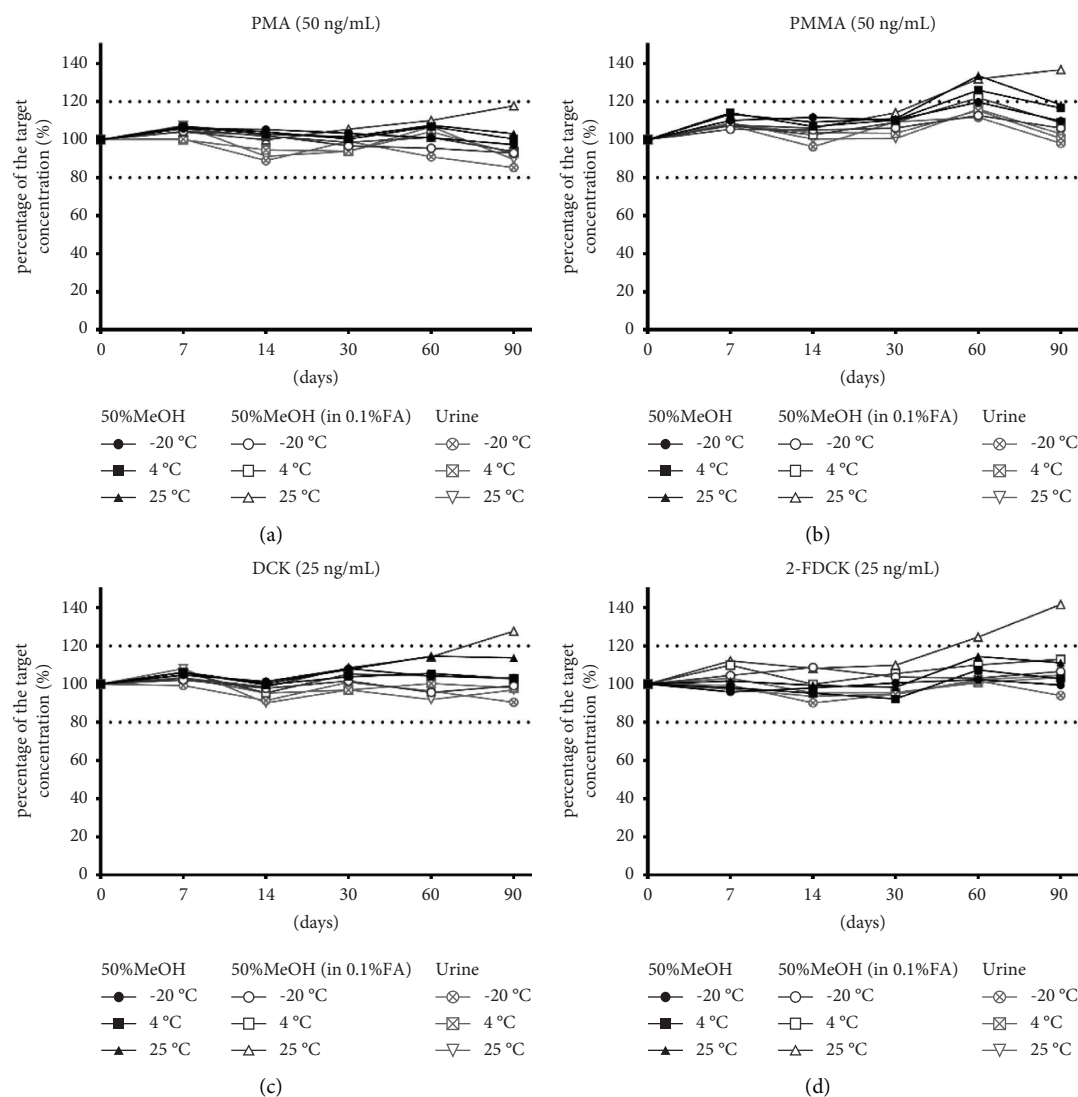 PMA (50 ng/mL)
percentage of the target
concentration (%)
140
120
100
80
60
40
20
0
0 7 14 30 60 90
(days)
50%MeOH 50%MeOH (in 0.1%FA) Urine
-20 °C -20 °C -20 °C
4 °C 4 °C 4 °C
25 °C 25 °C 25 °C
(a)
PMMA (50 ng/mL)
percentage of the target
concentration (%)
140
120
100
80
60
40
20
0
0 7 14 30 60 90
(days)
50%MeOH 50%MeOH (in 0.1%FA) Urine
-20 °C -20 °C -20 °C
4 °C 4 °C 4 °C
25 °C 25 °C 25 °C
(b)
DCK (25 ng/mL)
percentage of the target
concentration (%)
140
120
100
80
60
40
20
0
0 7 14 30 60 90
(days)
50%MeOH 50%MeOH (in 0.1%FA) Urine
-20 °C -20 °C -20 °C
4 °C 4 °C 4 °C
25 °C 25 °C 25 °C
(c)
2-FDCK (25 ng/mL)
percentage of the target
concentration (%)
140
120
100
80
60
40
20
0
0 7 14 30 60 90
(days)
50%MeOH 50%MeOH (in 0.1%FA) Urine
-20 °C -20 °C -20 °C
4 °C 4 °C 4 °C
25 °C 25 °C 25 °C
(d)